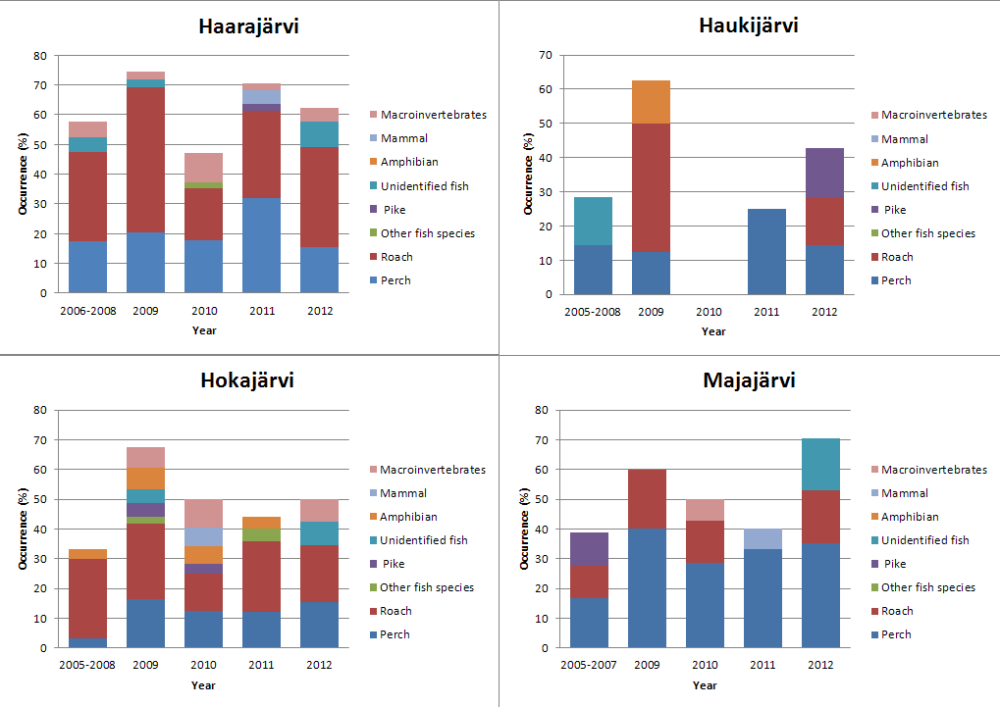 Haarajärvi
80
70
60
50
40
30
20
10
0
Occurrence (%)
2006-2008 2009 2010 2011 2012
Year
Macroinvertebrates
Mammal
Amphibian
Unidentified fish
Pike
Other fish species
Roach
Perch
Haukijärvi
70
60
50
40
30
20
10
0
Occurrence (%)
2005-2008 2009 2010 2011 2012
Year
Macroinvertebrates
Mammal
Amphibian
Unidentified fish
Pike
Other fish species
Roach
Perch
Hokajärvi
80
70
60
50
40
30
20
10
0
Occurrence (%)
2005-2008 2009 2010 2011 2012
Year
Macroinvertebrates
Mammal
Amphibian
Unidentified fish
Pike
Other fish species
Roach
Perch
Majajärvi
80
70
60
50
40
30
20
10
0
Occurrence (%)
2005-2007 2009 2010 2011 2012
Year
Macroinvertebrates
Mammal
Amphibian
Unidentified fish
Pike
Other fish species
Roach
Perch